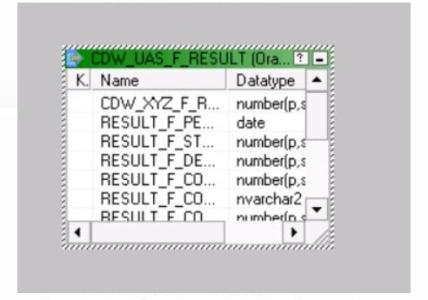 CDW_UAS_F_RESULT (Ora... ?
K. Name Datatype
CDW_XYZ_F_R... number(p,s
RESULT_F_PE... date
RESULT_F_ST... number(p,s
RESULT_F_DE... number(p,s
RESULT_F_CO... number(p,s
RESULT_F_CO... nvarchar2
RESULT_F_CO... number(p,s